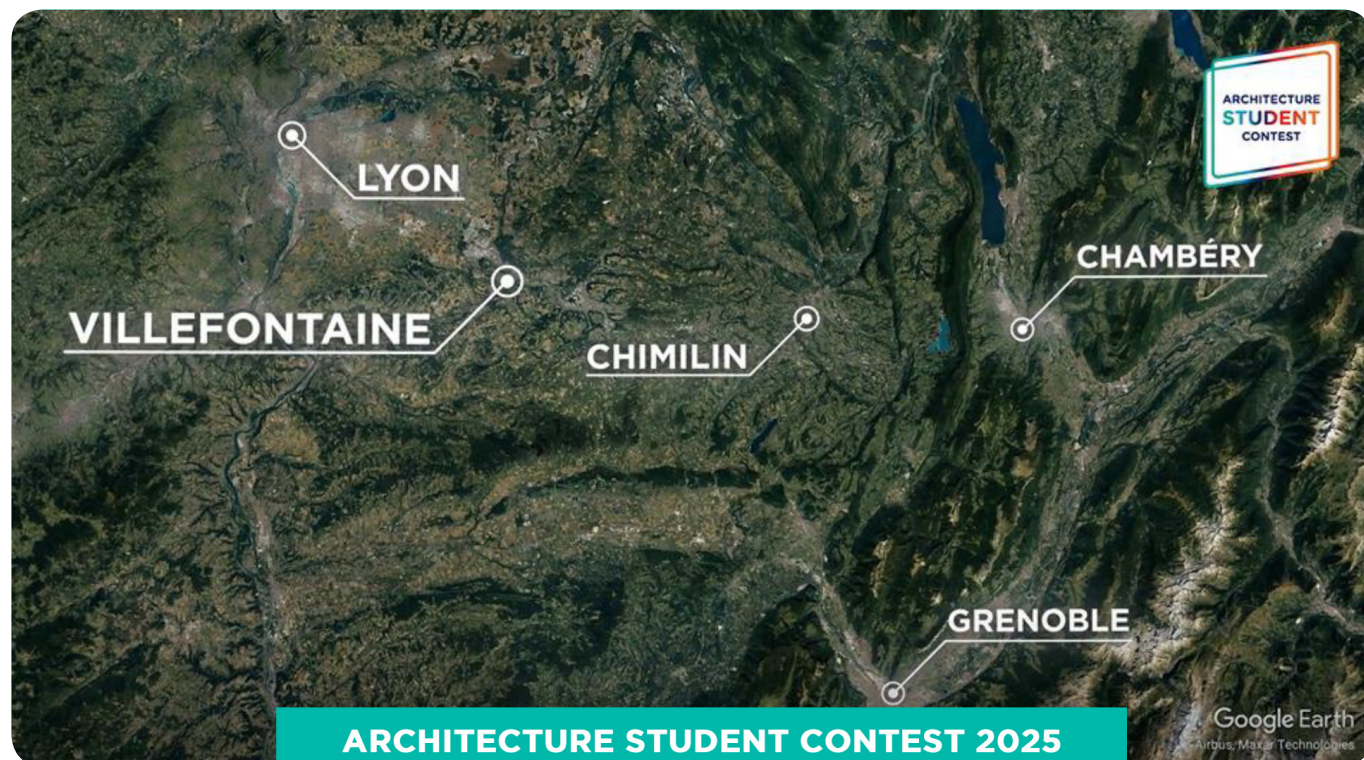 ARCHITECTURE
STUDENT
CONTEST
LYON
CHAMBÉRY
VILLEFONTAINE
CHIMILIN
GRENOBLE
Google Earth
Airbus, Maxar Technologies
ARCHITECTURE STUDENT CONTEST 2025